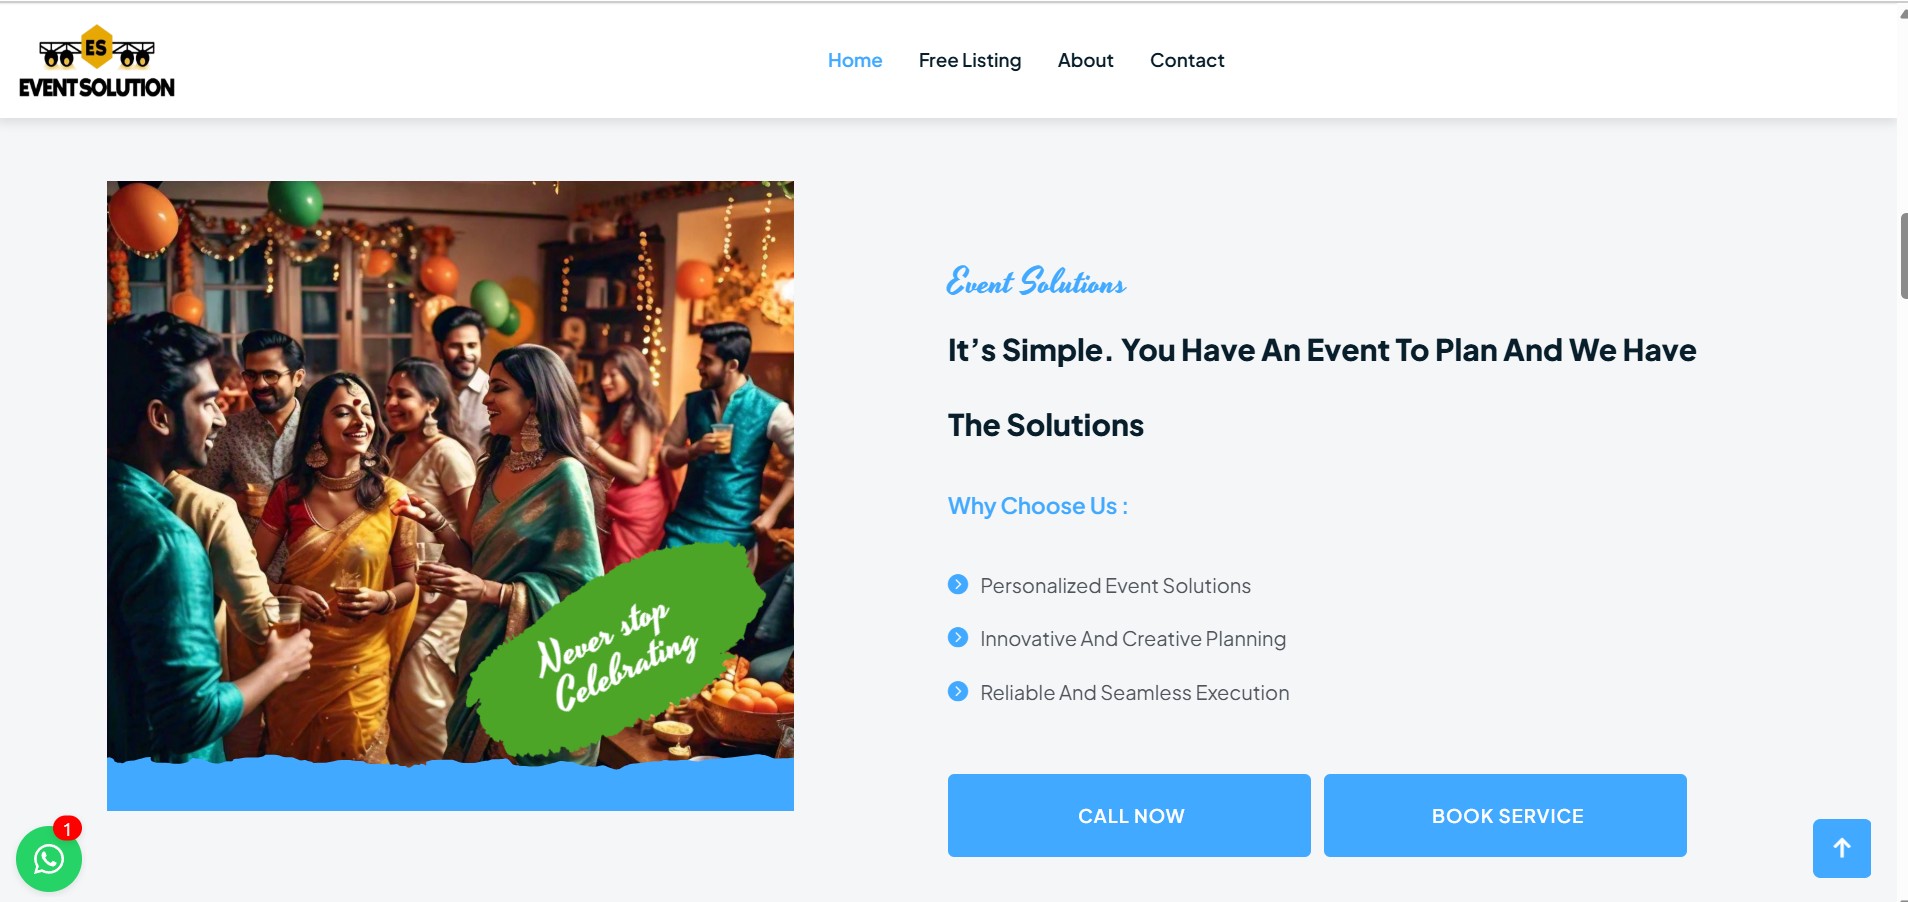 ES
EVENT SOLUTION
Home Free Listing About Contact
Event Solutions
It’s Simple. You Have An Event To Plan And We Have
The Solutions
Why Choose Us :
Personalized Event Solutions
Innovative And Creative Planning
Reliable And Seamless Execution
Never stop
Celebrating
CALL NOW BOOK SERVICE
1